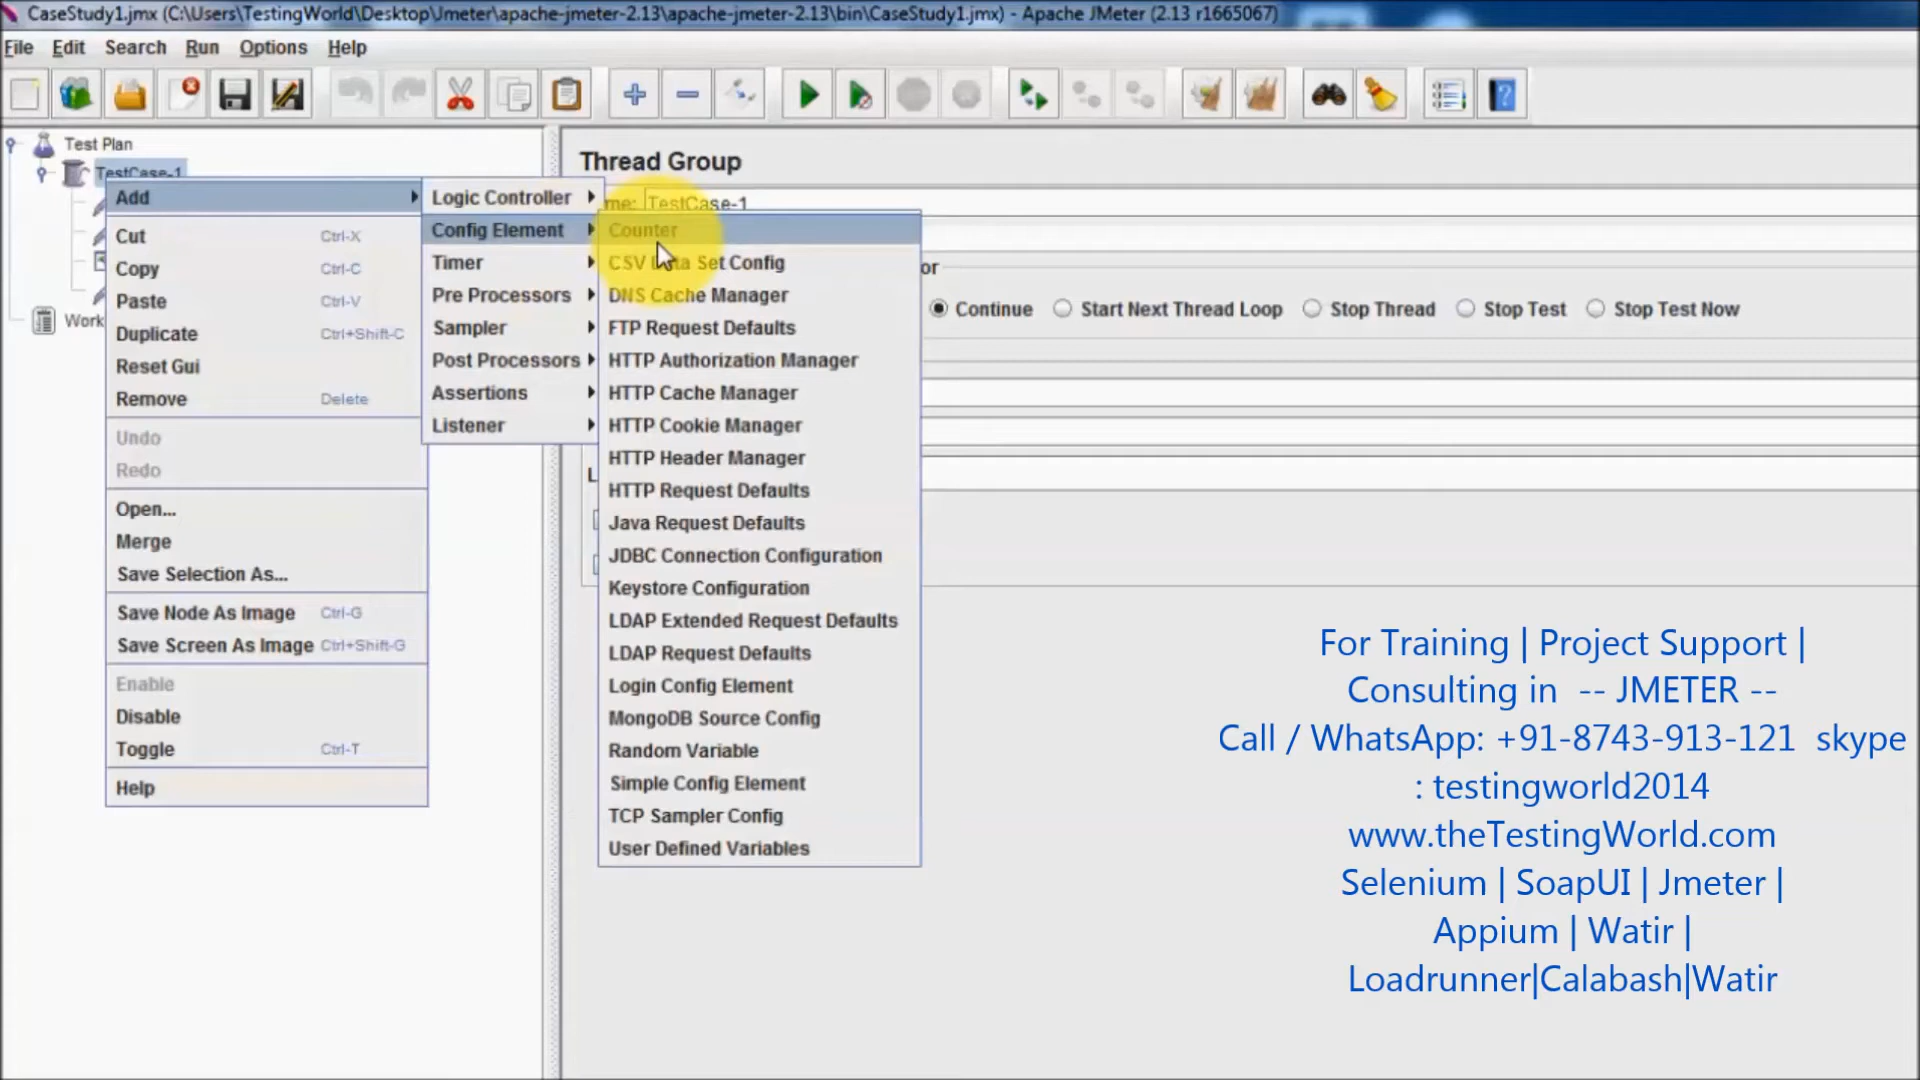 CaseStudy1.jmx (C:\Users\TestingWorld\Desktop\Jmeter\apache-jmeter-2.13\apache-jmeter-2.13\bin\CaseStudy1.jmx) - Apache JMeter (2.13 r1665067)
File Edit Search Run Options Help
Test Plan
TestCase-1
Work
Add
Cut Ctrl-X
Copy Ctrl-C
Paste Ctrl-V
Duplicate Ctrl+Shift-C
Reset Gui
Remove Delete
Undo
Redo
Open...
Merge
Save Selection As...
Save Node As Image Ctrl-G
Save Screen As Image Ctrl+Shift-G
Enable
Disable
Toggle Ctrl-T
Help
Logic Controller
Config Element
Timer
Pre Processors
Sampler
Post Processors
Assertions
Listener
Counter
CSV Data Set Config
DNS Cache Manager
FTP Request Defaults
HTTP Authorization Manager
HTTP Cache Manager
HTTP Cookie Manager
HTTP Header Manager
HTTP Request Defaults
Java Request Defaults
JDBC Connection Configuration
Keystore Configuration
LDAP Extended Request Defaults
LDAP Request Defaults
Login Config Element
MongoDB Source Config
Random Variable
Simple Config Element
TCP Sampler Config
User Defined Variables
Thread Group
me: TestCase-1
or
Continue Start Next Thread Loop Stop Thread Stop Test Stop Test Now
For Training | Project Support |
Consulting in -- JMETER --
Call / WhatsApp: +91-8743-913-121 skype
: testingworld2014
www.theTestingWorld.com
Selenium | SoapUI | Jmeter |
Appium | Watir |
Loadrunner|Calabash|Watir